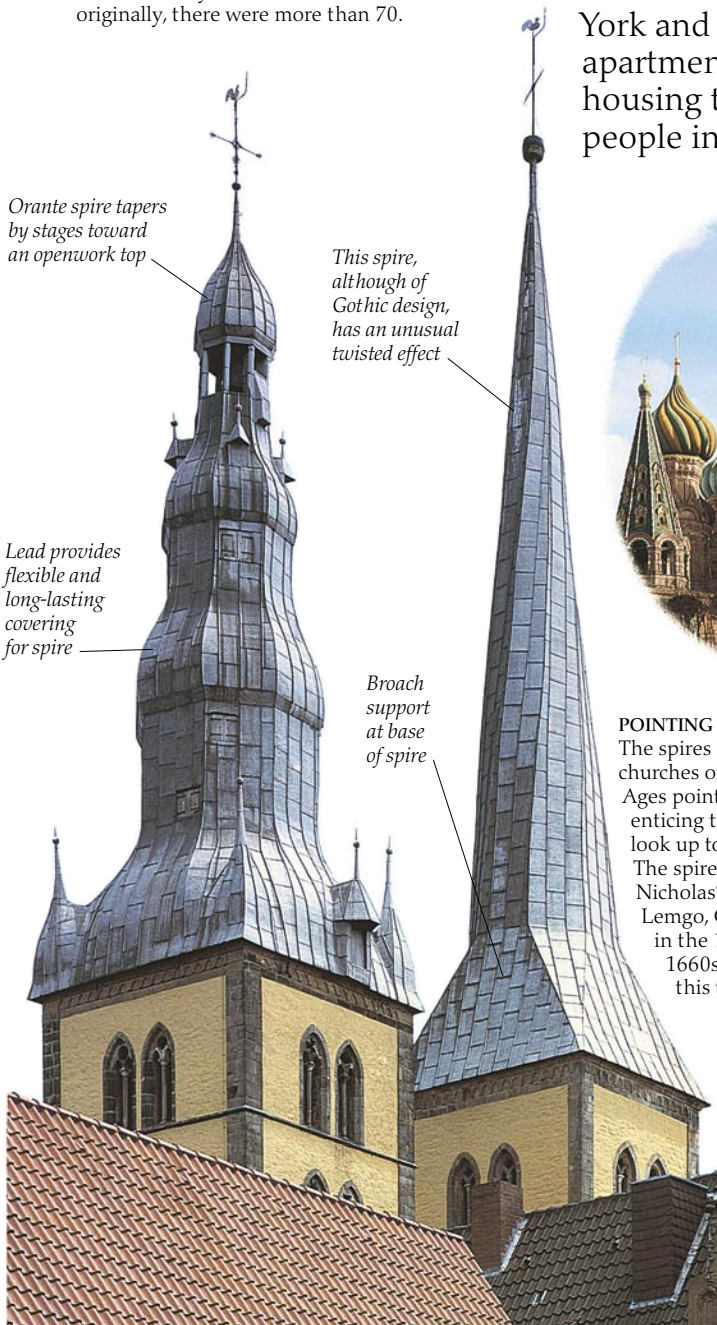 originally, there were more than 70.
York and
apartmen
housing t
people in
Orante spire tapers
by stages toward
an openwork top
This spire,
although of
Gothic design,
has an unusual
twisted effect
Lead provides
flexible and
long-lasting
covering
for spire
Broach
support
at base
of spire
POINTING
The spires
churches o
Ages point
enticing t
look up to
The spire
Nicholas'
Lemgo, 
in the 1
1660s
this t